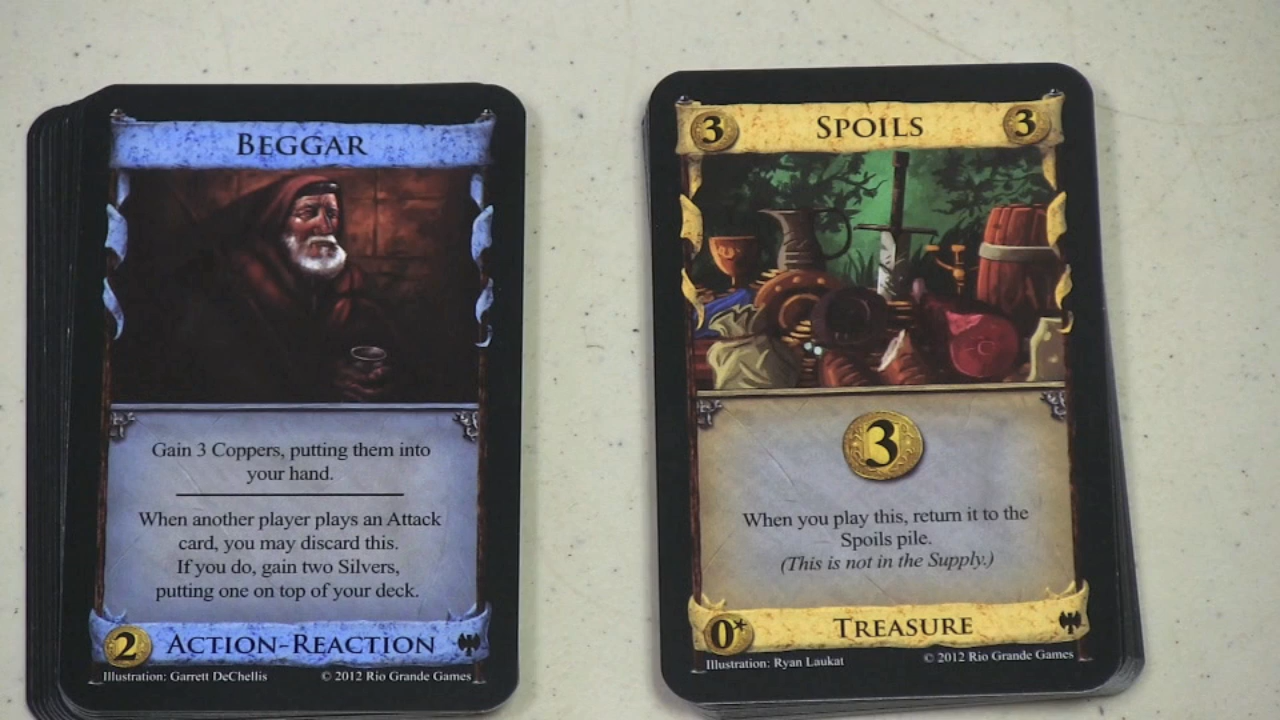 BEGGAR
Gain 3 Coppers, putting them into
your hand.
When another player plays an Attack
card, you may discard this.
If you do, gain two Silvers,
putting one on top of your deck.
2 ACTION-REACTION
Illustration: Garrett DeChellis © 2012 Rio Grande Games
3 SPOILS 3
3
When you play this, return it to the
Spoils pile.
(This is not in the Supply.)
0* TREASURE
Illustration: Ryan Laukat © 2012 Rio Grande Games